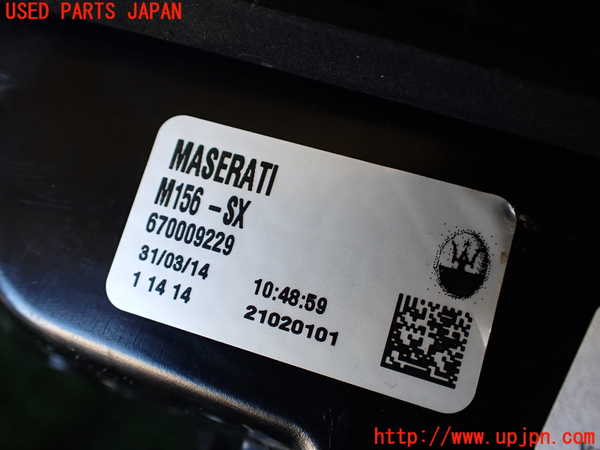 USED PARTS JAPAN
MASERATI
M156 - SX
670009229
31/03/14 10:48:59
1 14 14 21020101
http://www.upjpn.com/